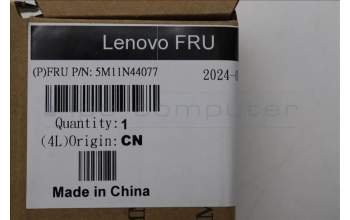 Lenovo FRU
(P)FRU P/N: 5M11N44077 2024-
Quantity: 1
(4L)Origin: CN
Made in China